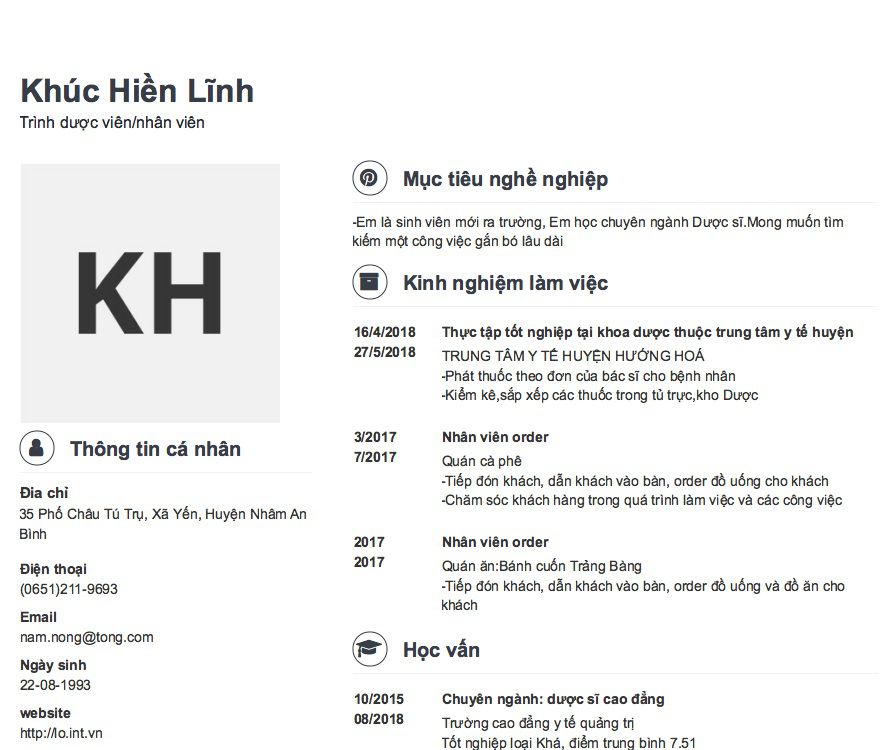 Khúc Hiền Lĩnh
Trình dược viên/nhân viên
KH
Thông tin cá nhân
Đia chỉ
35 Phố Châu Tú Trụ, Xã Yến, Huyện Nhâm An
Bình
Điện thoại
(0651)211-9693
Email
nam.nong@tong.com
Ngày sinh
22-08-1993
website
http://lo.int.vn
Mục tiêu nghề nghiệp
-Em là sinh viên mới ra trường, Em học chuyên ngành Dược sĩ.Mong muốn tìm
kiếm một công việc gắn bó lâu dài
Kinh nghiệm làm việc
16/4/2018
27/5/2018
Thực tập tốt nghiệp tại khoa dược thuộc trung tâm y tế huyện
TRUNG TÂM Y TẾ HUYỆN HƯỚNG HOÁ
-Phát thuốc theo đơn của bác sĩ cho bệnh nhân
-Kiểm kê,sắp xếp các thuốc trong tủ trực,kho Dược
3/2017
7/2017
Nhân viên order
Quán cà phê
-Tiếp đón khách, dẫn khách vào bàn, order đồ uống cho khách
-Chăm sóc khách hàng trong quá trình làm việc và các công việc
2017
2017
Nhân viên order
Quán ăn:Bánh cuốn Trảng Bàng
-Tiếp đón khách, dẫn khách vào bàn, order đồ uống và đồ ăn cho
khách
Học vấn
10/2015
08/2018
Chuyên ngành: dược sĩ cao đẳng
Trường cao đẳng y tế quảng trị
Tốt nghiệp loại Khá, điểm trung bình 7.51